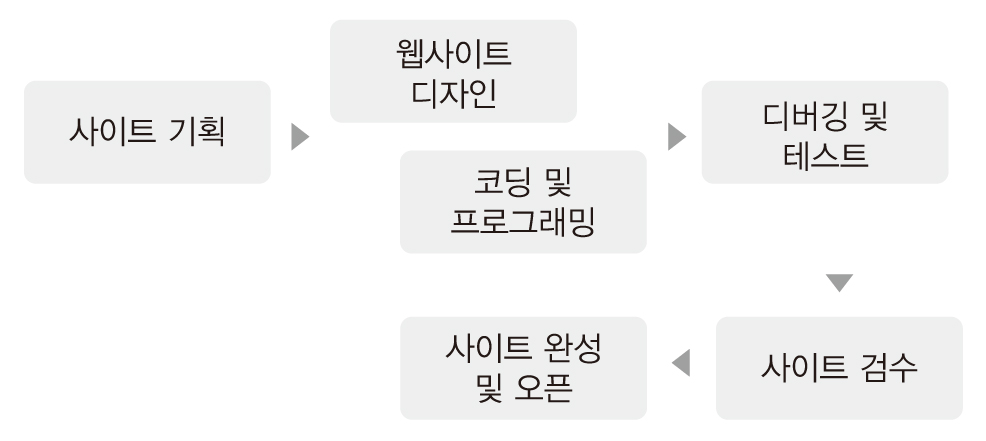 사이트 기획
웹사이트
디자인
코딩 및
프로그래밍
디버깅 및
테스트
사이트 검수
사이트 완성
및 오픈